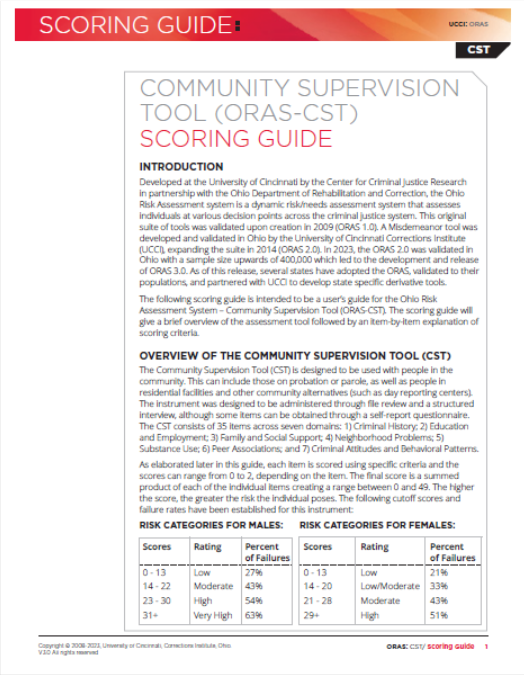 SCORING GUIDE:
UCCI: ORAS
CST
COMMUNITY SUPERVISION
TOOL (ORAS-CST)
SCORING GUIDE
INTRODUCTION
Developed at the University of Cincinnati by the Center for Criminal Justice Research
in partnership with the Ohio Department of Rehabilitation and Correction, the Ohio
Risk Assessment system is a dynamic risk/needs assessment system that assesses
individuals at various decision points across the criminal justice system. This original
suite of tools was validated upon creation in 2009 (ORAS 1.0). A Misdemeanor tool was
developed and validated in Ohio by the University of Cincinnati Corrections Institute
(UCCI), expanding the suite in 2014 (ORAS 2.0). In 2023, the ORAS 2.0 was validated in
Ohio with a sample size upwards of 400,000 which led to the development and release
of ORAS 3.0. As of this release, several states have adopted the ORAS, validated to their
populations, and partnered with UCCI to develop state specific derivative tools.
The following scoring guide is intended to be a user's guide for the Ohio Risk
Assessment System – Community Supervision Tool (ORAS-CST). The scoring guide will
give a brief overview of the assessment tool followed by an item-by-item explanation of
scoring criteria.
OVERVIEW OF THE COMMUNITY SUPERVISION TOOL (CST)
The Community Supervision Tool (CST) is designed to be used with people in the
community. This can include those on probation or parole, as well as people in
residential facilities and other community alternatives (such as day reporting centers).
The instrument was designed to be administered through file review and a structured
interview, although some items can be obtained through a self-report questionnaire.
The CST consists of 35 items across seven domains: 1) Criminal History; 2) Education
and Employment; 3) Family and Social Support; 4) Neighborhood Problems; 5)
Substance Use; 6) Peer Associations; and 7) Criminal Attitudes and Behavioral Patterns.
As elaborated later in this guide, each item is scored using specific criteria and the
scores can range from 0 to 2, depending on the item. The final score is a summed
product of each of the individual items creating a range between 0 and 49. The higher
the score, the greater the risk the individual poses. The following cutoff scores and
failure rates have been established for this instrument:
RISK CATEGORIES FOR MALES: RISK CATEGORIES FOR FEMALES:
Scores Rating Percent of Failures Scores Rating Percent of Failures
0 - 13 Low 27% 0 - 13 Low 21%
14 - 22 Moderate 43% 14 - 20 Low/Moderate 33%
23 - 30 High 54% 21 - 28 Moderate 43%
31+ Very High 63% 29+ High 51%
Copyright © 2008-2023, University of Cincinnati, Corrections Institute, Ohio
V3.0 All rights reserved
ORAS: CST/ scoring Guide 1